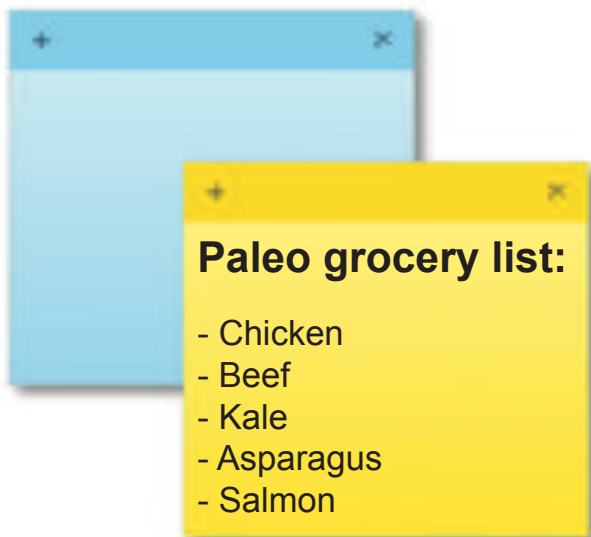 Paleo grocery list:
- Chicken
- Beef
- Kale
- Asparagus
- Salmon